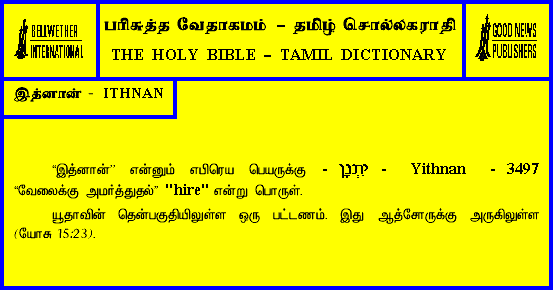 BELLWETHER
INTERNATIONAL
பரிசுத்த வேதாகமம் – தமிழ் சொல்லகராதி
THE HOLY BIBLE – TAMIL DICTIONARY
GOOD NEWS
PUBLISHERS
இத்னான் - ITHNAN
“இத்னான்” என்னும் எபிரெய பெயருக்கு - יִתְנָן - Yithnan - 3497
“வேலைக்கு அமர்த்துதல்” "hire" என்று பொருள்.
யூதாவின் தென்பகுதியிலுள்ள ஒரு பட்டணம். இது ஆத்சோருக்கு அருகிலுள்ள
(யோசு 15:23).